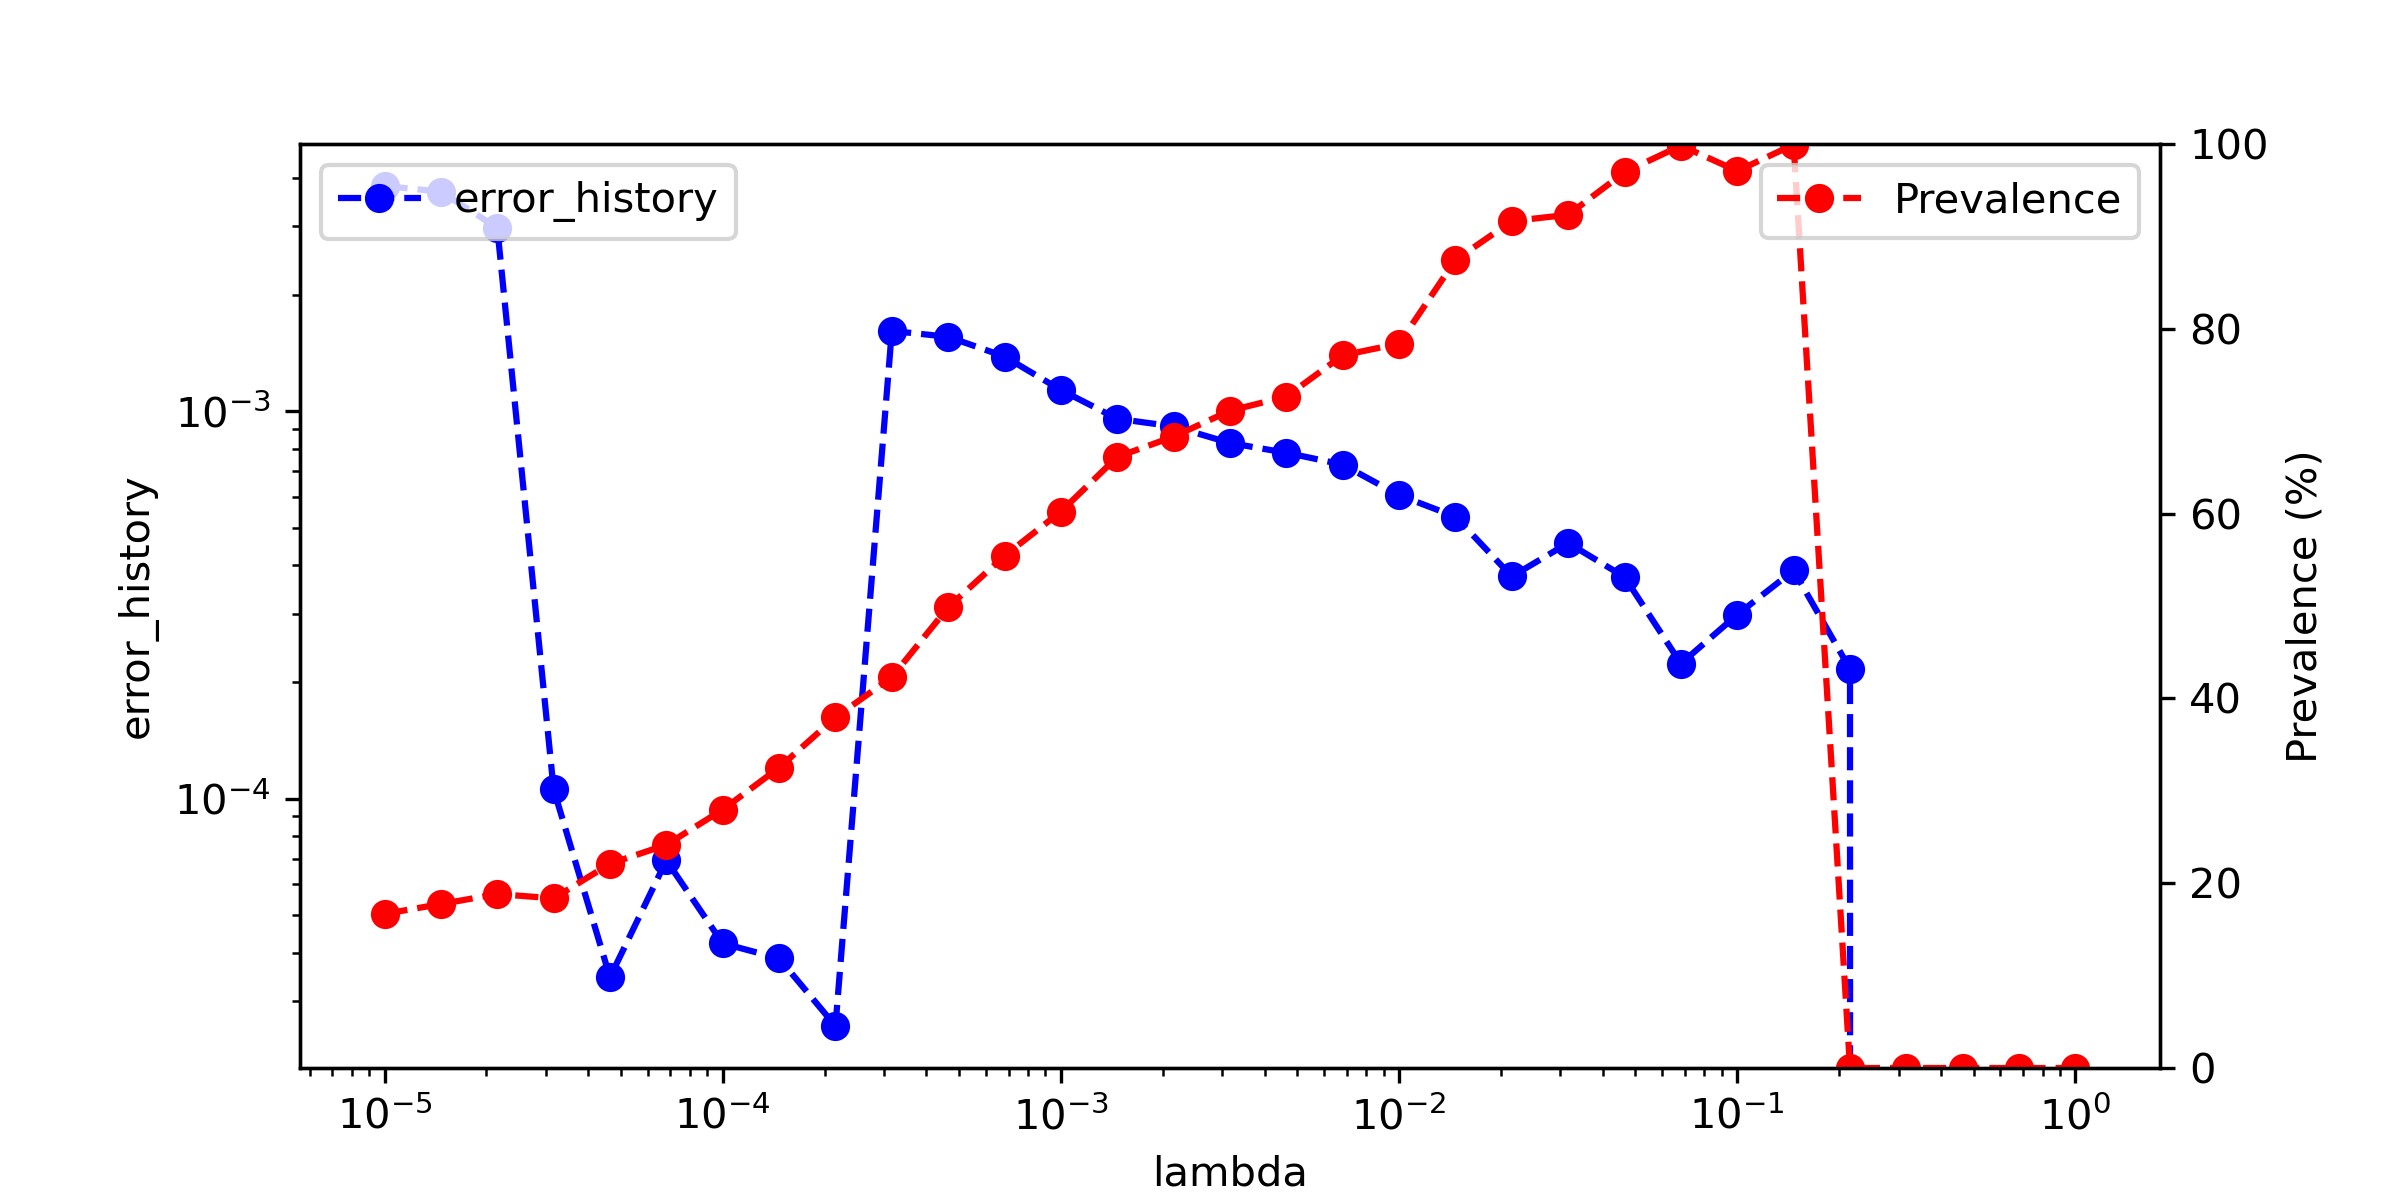 error_history
Prevalence
100
80
60
40
20
0
10⁻³
10⁻⁴
error_history
Prevalence (%)
10⁻⁵ 10⁻⁴ 10⁻³ 10⁻² 10⁻¹ 10⁰
lambda